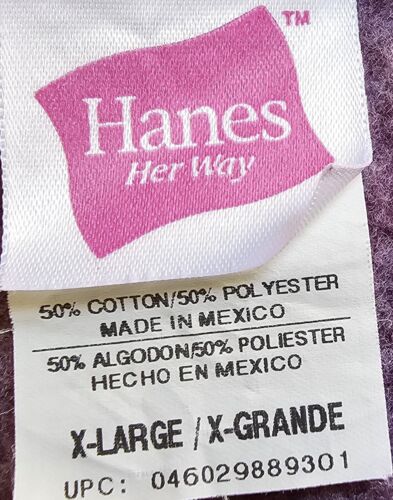 TM
Hanes
Her Way
50% COTTON/50% POLYESTER
MADE IN MEXICO
50% ALGODON/50% POLIESTER
HECHO EN MEXICO
X-LARGE / X-GRANDE
UPC: 046029889301